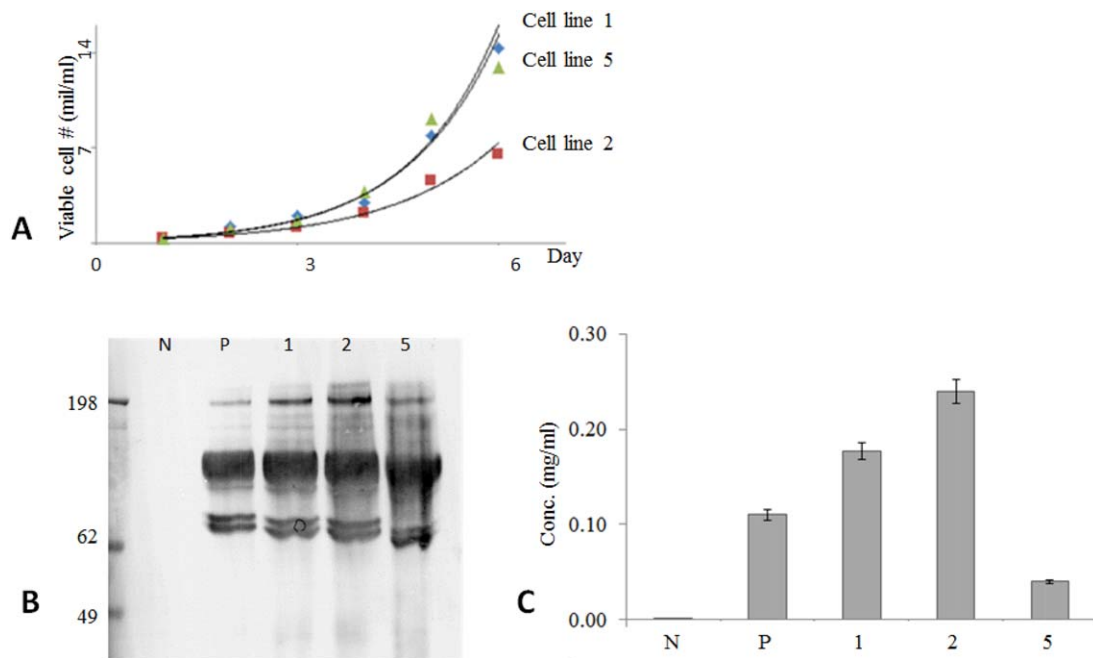 Cell line 1
14
Cell line 5
Viable cell # (mil/ml)
7
Cell line 2
A
0
3
6
Day
N P 1 2 5
198
62
49
B
0.30
0.20
0.10
0.00
Conc. (mg/ml)
N P 1 2 5
C